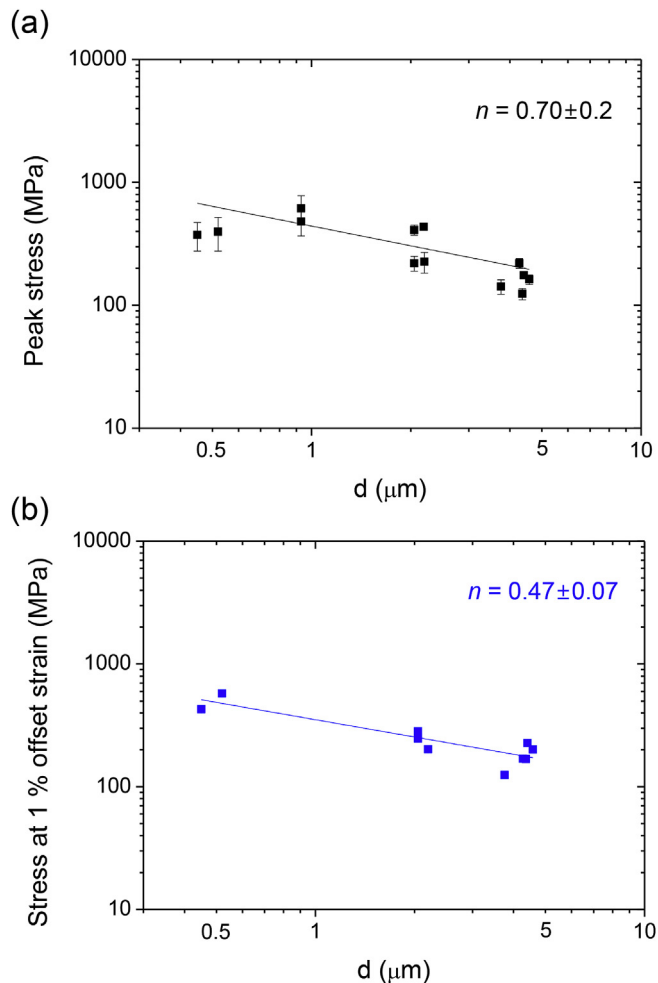 (a)
10000
n = 0.70±0.2
1000
100
10
Peak stress (MPa)
0.5 1 5 10
d (μm)
(b)
10000
n = 0.47±0.07
1000
100
10
Stress at 1 % offset strain (MPa)
0.5 1 5 10
d (μm)